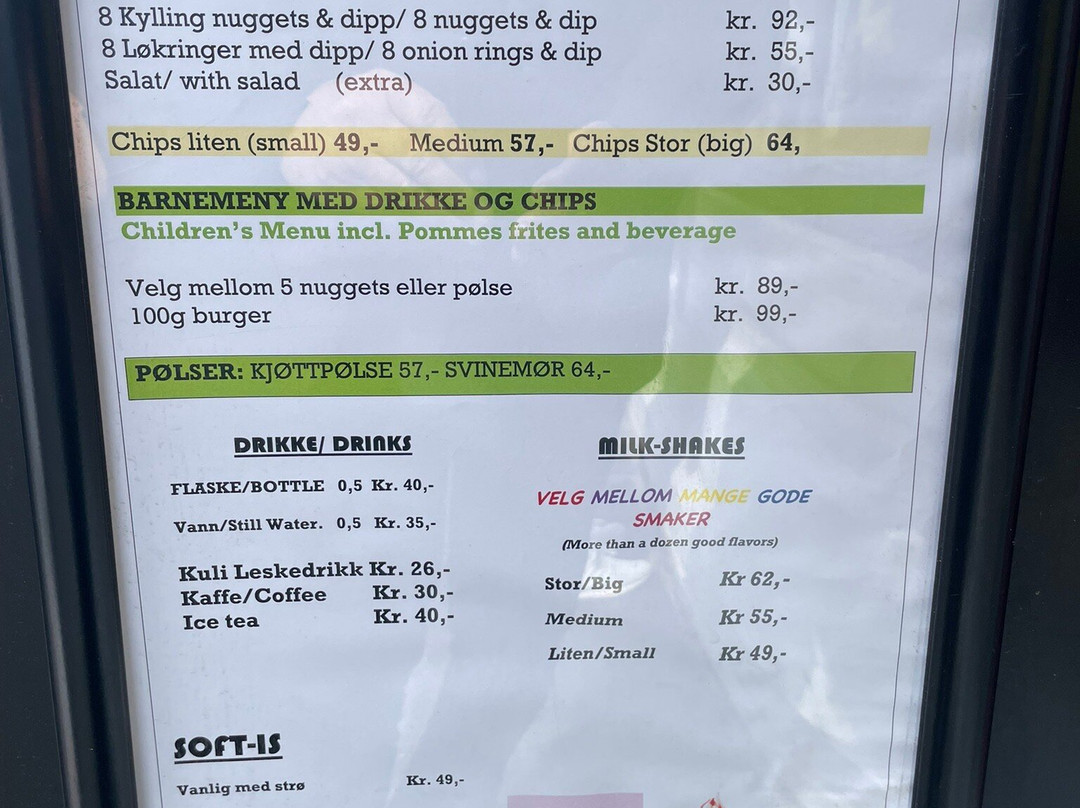 8 Kylling nuggets & dipp/ 8 nuggets & dip kr. 92,-
8 Løkringer med dipp/ 8 onion rings & dip kr. 55,-
Salat/ with salad (extra) kr. 30,-
Chips liten (small) 49,- Medium 57,- Chips Stor (big) 64,
BARNEMENY MED DRIKKE OG CHIPS
Children's Menu incl. Pommes frites and beverage
Velg mellom 5 nuggets eller pølse kr. 89,-
100g burger kr. 99,-
PØLSER: KJØTTPØLSE 57,- SVINEMØR 64,-
DRIKKE/ DRINKS
FLASKE/BOTTLE 0,5 Kr. 40,-
Vann/Still Water. 0,5 Kr. 35,-
Kuli Leskedrikk Kr. 26,-
Kaffe/Coffee Kr. 30,-
Ice tea Kr. 40,-
MILK-SHAKES
VELG MELLOM MANGE GODE
SMAKER
(More than a dozen good flavors)
Stor/Big Kr 62,-
Medium Kr 55,-
Liten/Small Kr 49,-
SOFT-IS
Vanlig med strø Kr. 49,-